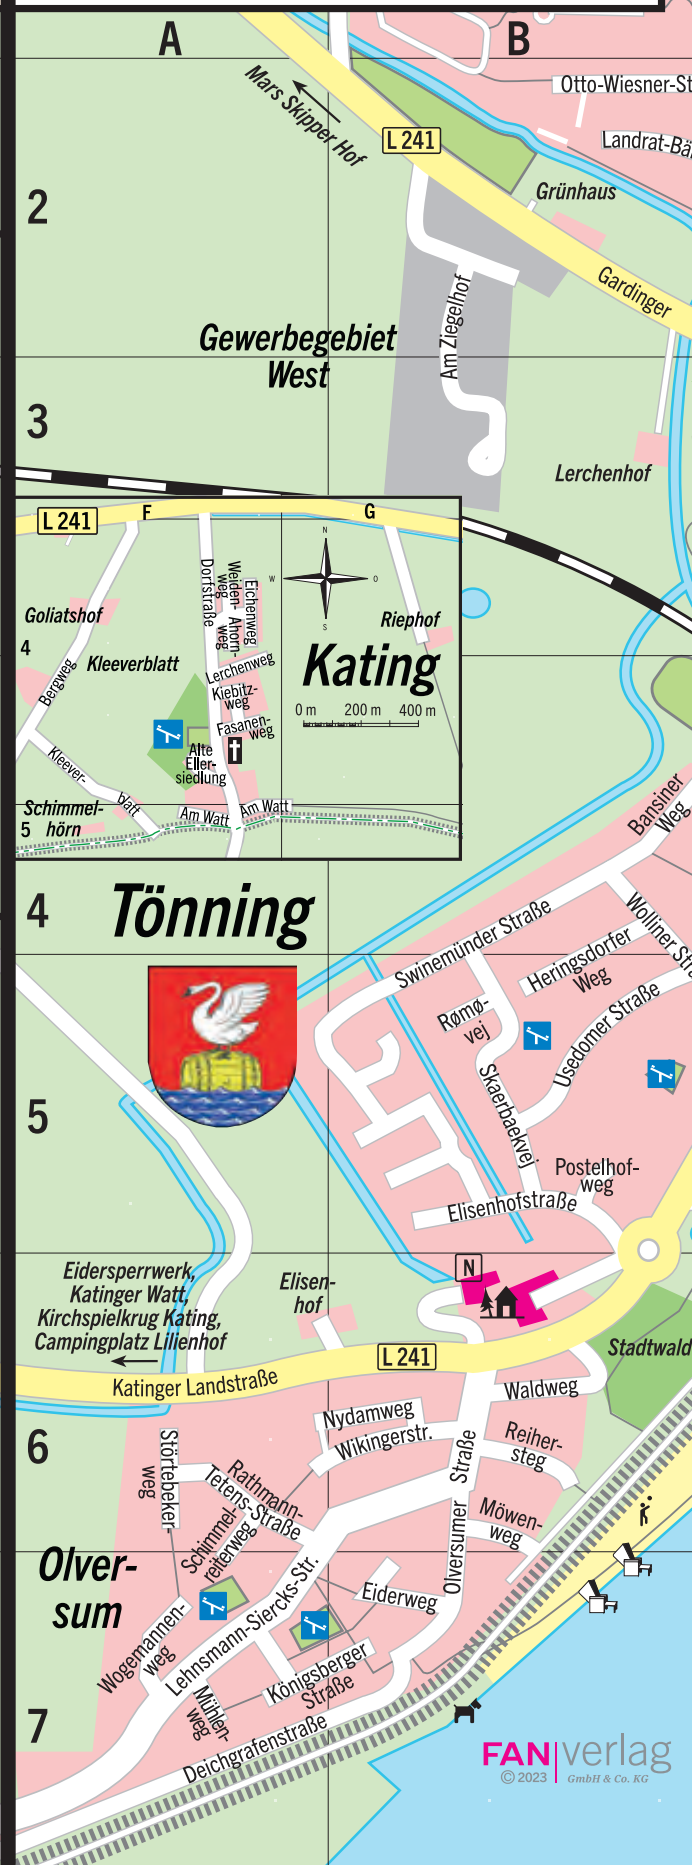 A
B
Otto-Wiesner-St
Mars Skipper Hof
L 241
Landrat-Bä
Grünhaus
2
Gardinger
Am Ziegelhof
Gewerbegebiet
West
3
Lerchenhof
L 241
F
G
N
W
O
S
Dorfstraße
Weiden-
weg
Eichenweg
Ahorn-
weg
Goliatshof
Riephof
4
Kleeverblatt
Kating
Lerchenweg
Bergweg
Kiebitz-
weg
0 m 200 m 400 m
Fasanen-
weg
Alte
Eller-
siedlung
Kleever-
blatt
Schimmel-
hörn
5
Am Watt
Am Watt
Bansiner
Weg
4
Tönning
Swinemünder Straße
Wolliner Stra
Heringsdorfer
Weg
Rømø-
vej
Usedomer Straße
5
Skaerbaekvej
Postelhof-
weg
Elisenhofstraße
N
Eidersperrwerk,
Katinger Watt,
Kirchspielkrug Kating,
Campingplatz Lilienhof
Elisen-
hof
Stadtwald
L 241
Katinger Landstraße
Waldweg
Nydamweg
Wikingerstr.
6
Störtebeker-
weg
Rathmann-
Tetens-Straße
Reiher-
steg
Olversumer Straße
Möwen-
weg
Schimmel-
reiterweg
Olver-
sum
Eiderweg
Lehnsmann-Siercks-Str.
Wogemannen-
weg
Königsberger
Straße
Mühlen-
weg
7
Deichgrafenstraße
FAN verlag
© 2023 GmbH & Co. KG